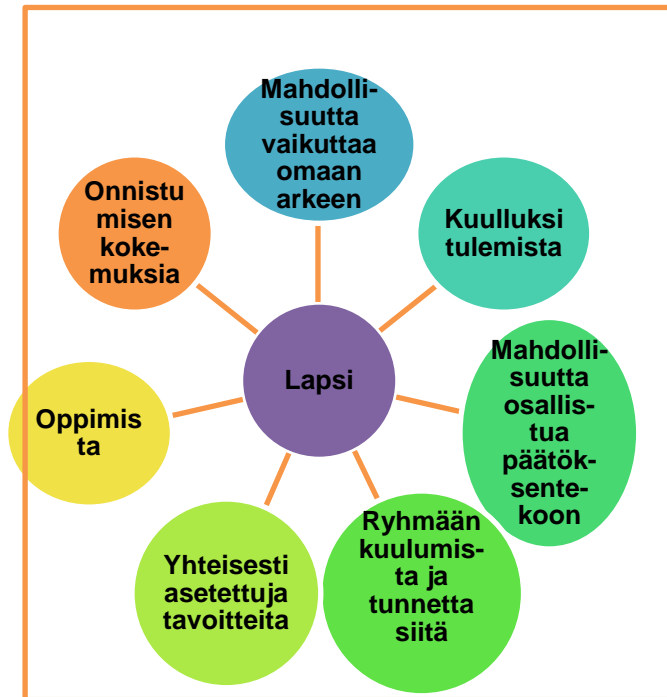 Mahdolli-
suutta
vaikuttaa
omaan
arkeen
Kuulluksi
tulemista
Mahdolli-
suutta
osallis-
tua
päätök-
sente-
koon
Ryhmään
kuulumis-
ta ja
tunnetta
siitä
Yhteisesti
asetettuja
tavoitteita
Oppimis
ta
Onnistu
misen
koke-
muksia
Lapsi